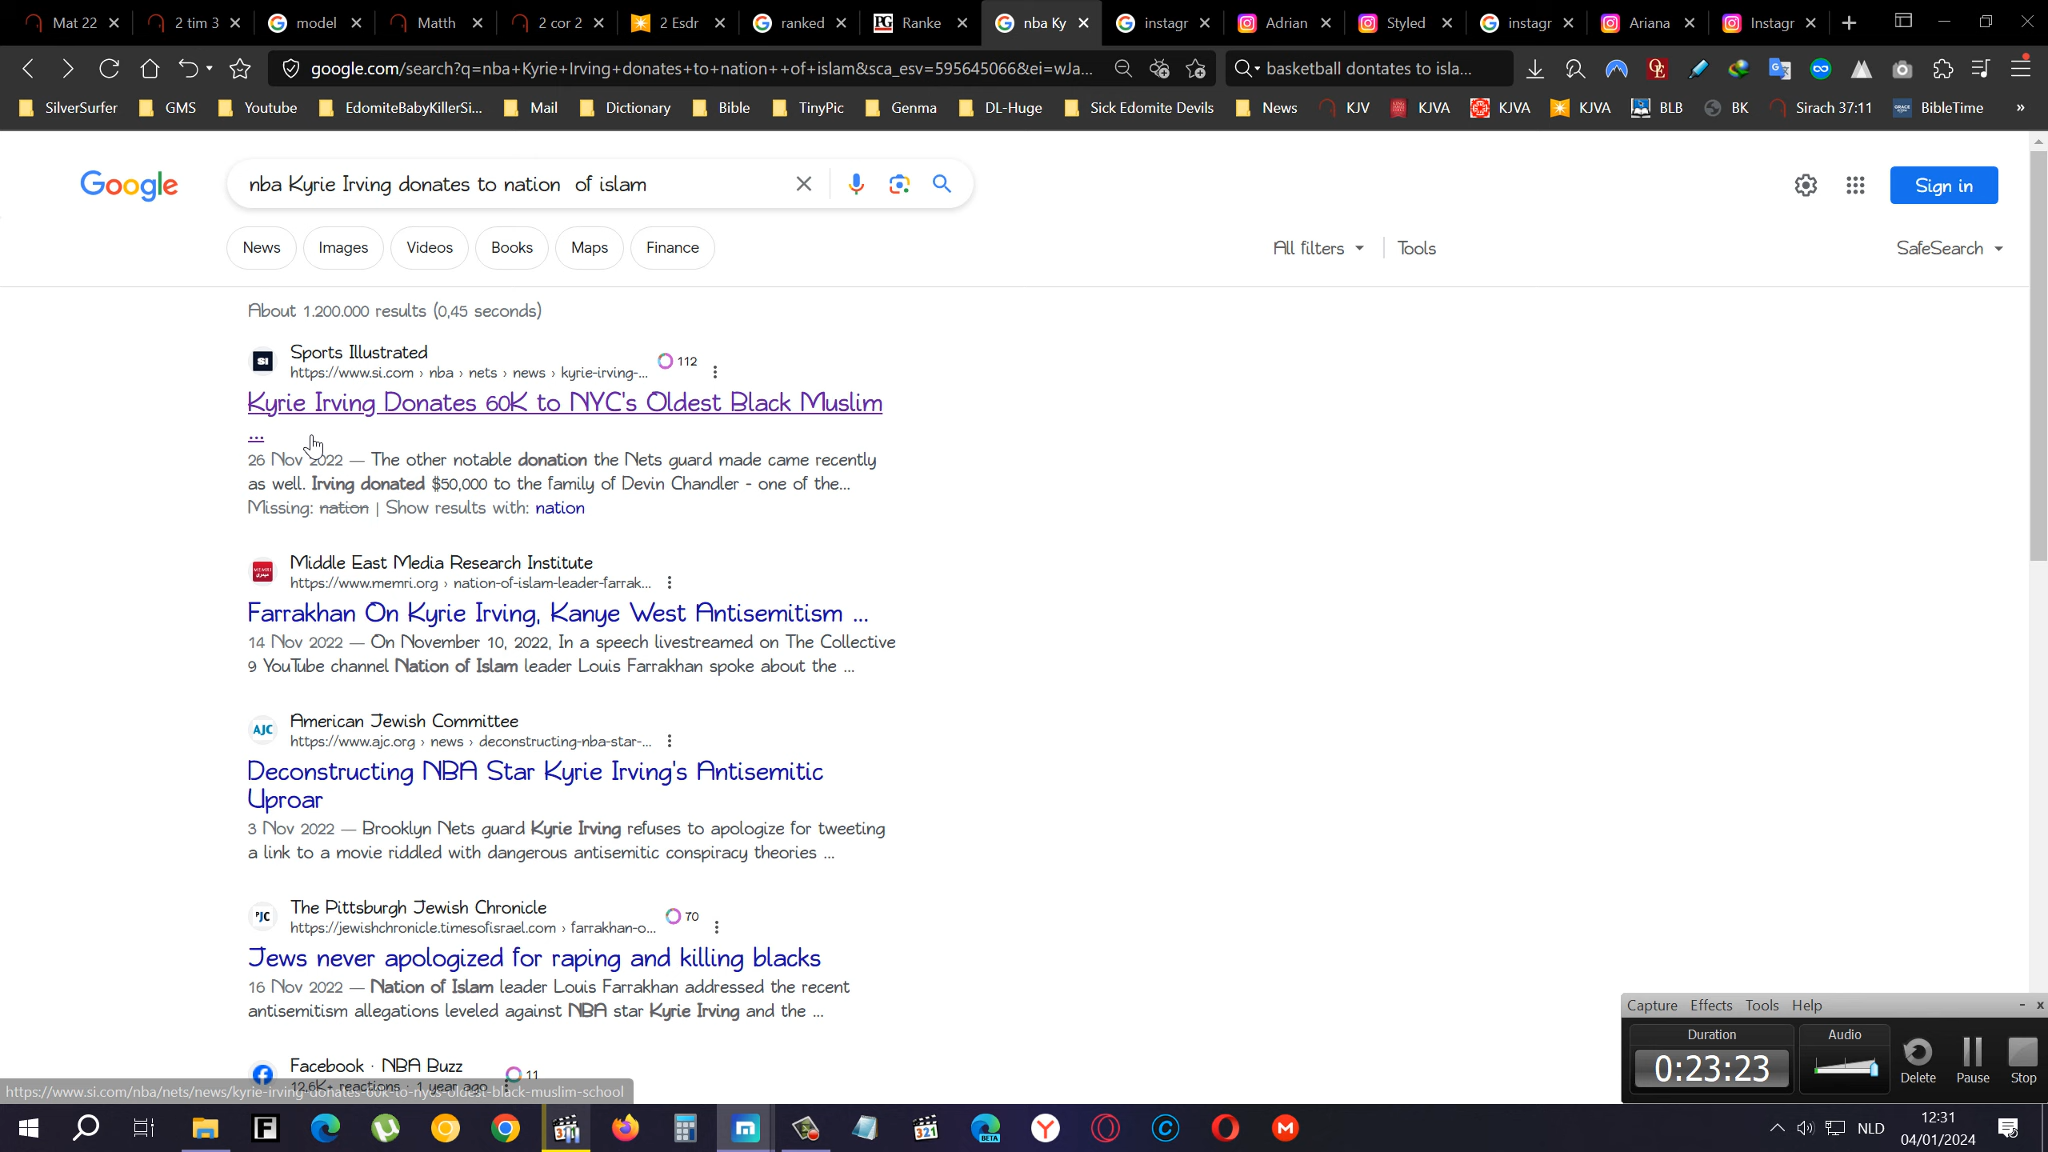 Mat 22
2 tim 3
model
Matth
2 cor 2
2 Esdr
ranked
Ranke
nba Ky
instagr
Adrian
Styled
instagr
Ariana
Instagr
google.com/search?q=nba+Kyrie+Irving+donates+to+nation++of+islam&sca_esv=595645066&ei=wJa...
basketball dontates to isla...
SilverSurfer
GMS
Youtube
EdomiteBabyKillerSi...
Mail
Dictionary
Bible
TinyPic
Genma
DL-Huge
Sick Edomite Devils
News
KJV
KJVA
KJVA
KJVA
BLB
BK
Sirach 37:11
BibleTime
»
Google
nba Kyrie Irving donates to nation  of islam
Sign in
News
Images
Videos
Books
Maps
Finance
All filters
Tools
SafeSearch
About 1.200.000 results (0,45 seconds)
Sports Illustrated
112
https://www.si.com › nba › nets › news › kyrie-irving-...
Kyrie Irving Donates 60K to NYC's Oldest Black Muslim
...
26 Nov 2022 — The other notable donation the Nets guard made came recently
as well. Irving donated $50,000 to the family of Devin Chandler - one of the...
Missing: nation | Show results with: nation
Middle East Media Research Institute
https://www.memri.org › nation-of-islam-leader-farrak...
Farrakhan On Kyrie Irving, Kanye West Antisemitism ...
14 Nov 2022 — On November 10, 2022, In a speech livestreamed on The Collective
9 YouTube channel Nation of Islam leader Louis Farrakhan spoke about the ...
AJC
American Jewish Committee
https://www.ajc.org › news › deconstructing-nba-star-...
Deconstructing NBA Star Kyrie Irving's Antisemitic
Uproar
3 Nov 2022 — Brooklyn Nets guard Kyrie Irving refuses to apologize for tweeting
a link to a movie riddled with dangerous antisemitic conspiracy theories ...
The Pittsburgh Jewish Chronicle
70
https://jewishchronicle.timesofisrael.com › farrakhan-o...
Jews never apologized for raping and killing blacks
16 Nov 2022 — Nation of Islam leader Louis Farrakhan addressed the recent
antisemitism allegations leveled against NBA star Kyrie Irving and the ...
Facebook · NBA Buzz
11
12,6K+ reactions · 1 year ago
https://www.si.com/nba/nets/news/kyrie-irving-donates-60k-to-nycs-oldest-black-muslim-school
Capture
Effects
Tools
Help
Duration
Audio
0:23:23
Delete
Pause
Stop
NLD
12:31
04/01/2024